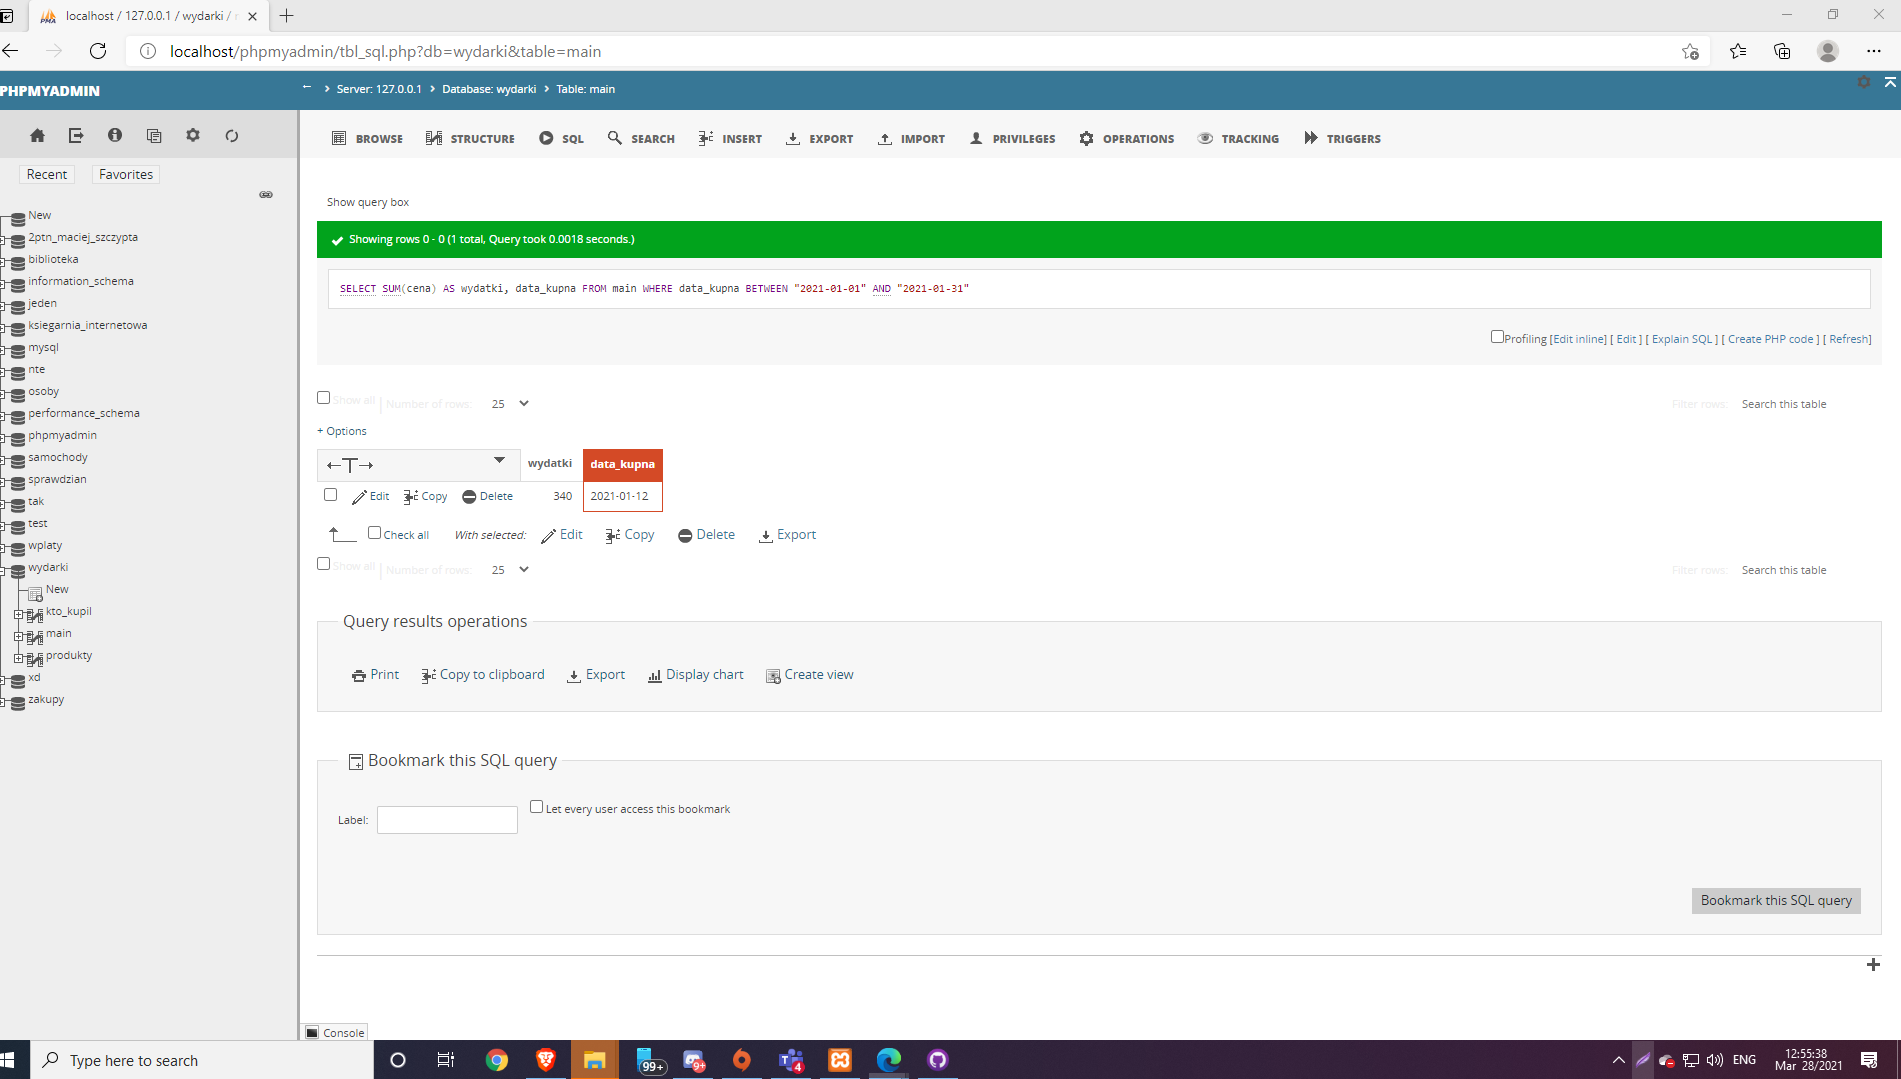 localhost / 127.0.0.1 / wydarki /
localhost/phpmyadmin/tbl_sql.php?db=wydarki&table=main
PHPMYADMIN
Server: 127.0.0.1 › Database: wydarki › Table: main
BROWSE STRUCTURE SQL SEARCH INSERT EXPORT IMPORT PRIVILEGES OPERATIONS TRACKING TRIGGERS
Recent Favorites
New
2ptn_maciej_szczypta
biblioteka
information_schema
jeden
ksiegarnia_internetowa
mysql
nte
osoby
performance_schema
phpmyadmin
samochody
sprawdzian
tak
test
wplaty
wydarki
New
kto_kupil
main
produkty
xd
zakupy
Show query box
Showing rows 0 - 0 (1 total, Query took 0.0018 seconds.)
SELECT SUM(cena) AS wydatki, data_kupna FROM main WHERE data_kupna BETWEEN "2021-01-01" AND "2021-01-31"
Profiling [Edit inline] [ Edit ] [ Explain SQL ] [ Create PHP code ] [ Refresh]
Show all | Number of rows: 25 Filter rows: Search this table
+ Options
←T→ wydatki data_kupna
Edit Copy Delete 340 2021-01-12
Check all With selected: Edit Copy Delete Export
Show all | Number of rows: 25 Filter rows: Search this table
Query results operations
Print Copy to clipboard Export Display chart Create view
Bookmark this SQL query
Label: Let every user access this bookmark
Bookmark this SQL query
Console
Type here to search
99+
9+
4
ENG
12:55:38
Mar 28/2021